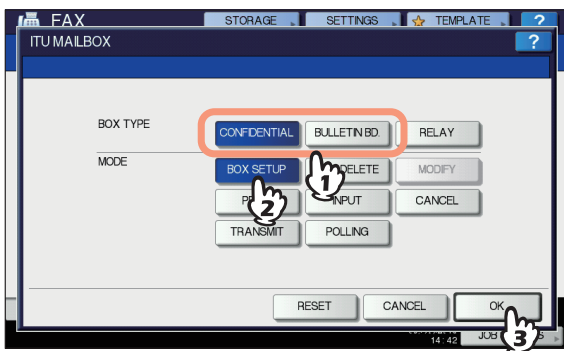 FAX STORAGE SETTINGS TEMPLATE ?
ITU MAILBOX ?
BOX TYPE CONFIDENTIAL BULLETIN BD. RELAY
1
MODE BOX SETUP DELETE MODIFY
2 INPUT CANCEL
TRANSMIT POLLING
RESET CANCEL OK
14:42 3